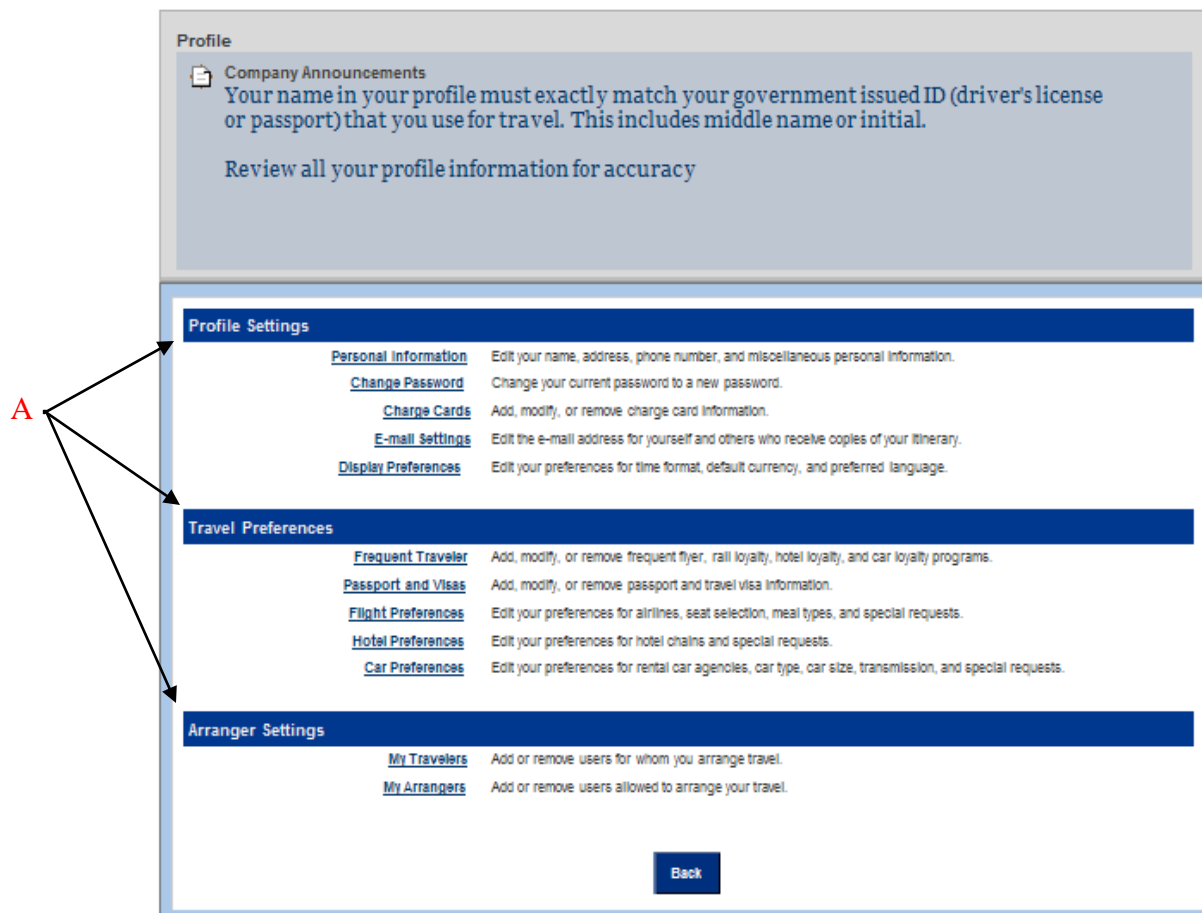 Profile
Company Announcements
Your name in your profile must exactly match your government issued ID (driver's license
or passport) that you use for travel. This includes middle name or initial.
Review all your profile information for accuracy
Profile Settings
Personal Information Edit your name, address, phone number, and miscellaneous personal information.
Change Password Change your current password to a new password.
A
Charge Cards Add, modify, or remove charge card information.
E-mail Settings Edit the e-mail address for yourself and others who receive copies of your itinerary.
Display Preferences Edit your preferences for time format, default currency, and preferred language.
Travel Preferences
Frequent Traveler Add, modify, or remove frequent flyer, rail loyalty, hotel loyalty, and car loyalty programs.
Passport and Visas Add, modify, or remove passport and travel visa information.
Flight Preferences Edit your preferences for airlines, seat selection, meal types, and special requests.
Hotel Preferences Edit your preferences for hotel chains and special requests.
Car Preferences Edit your preferences for rental car agencies, car type, car size, transmission, and special requests.
Arranger Settings
My Travelers Add or remove users for whom you arrange travel.
My Arrangers Add or remove users allowed to arrange your travel.
Back